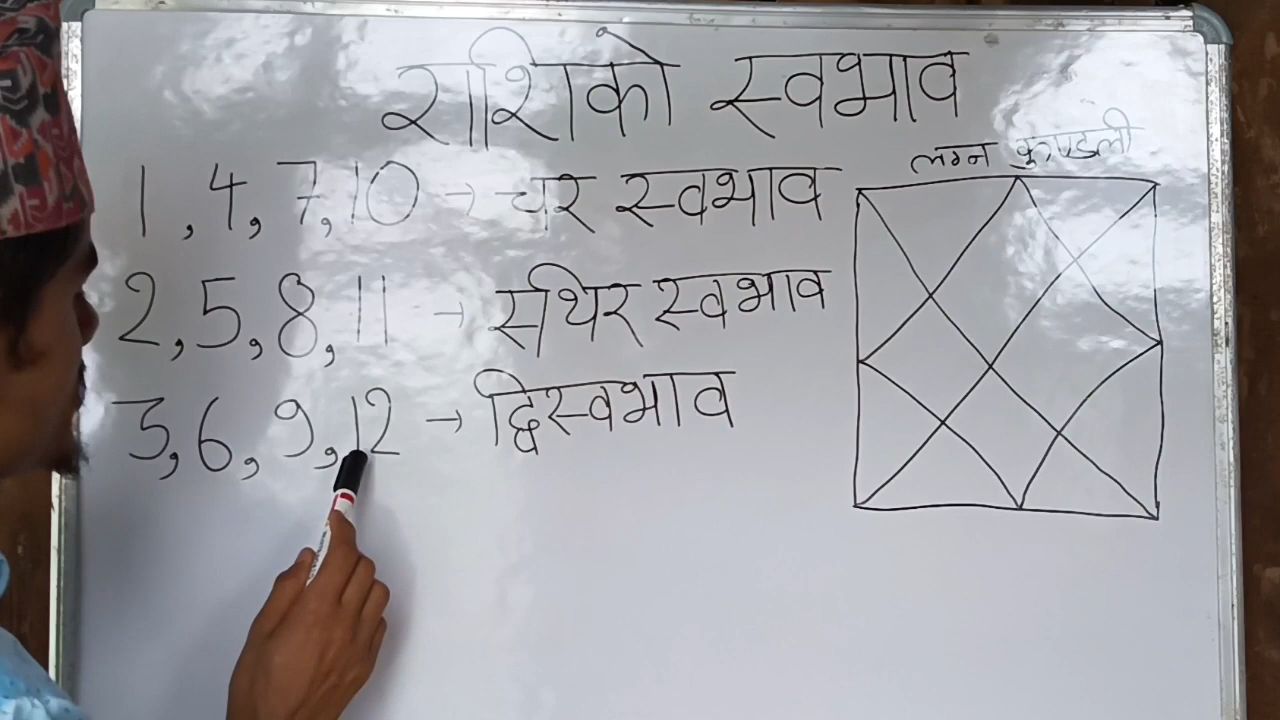 राशिको स्वभाव
लग्न कुण्डली
1, 4, 7, 10 → चर स्वभाव
2, 5, 8, 11 → स्थिर स्वभाव
3, 6, 9, 12 → द्विस्वभाव